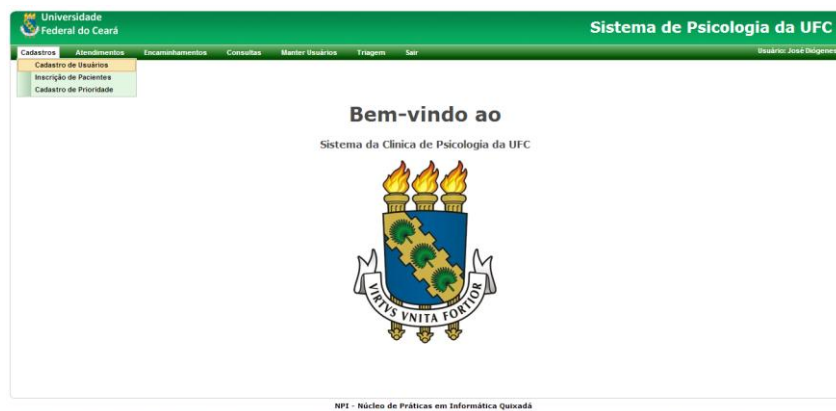 Universidade
Federal do Ceará
Sistema de Psicologia da UFC
Cadastros Atendimentos Encaminhamentos Consultas Manter Usuários Triagem Sair Usuário: José Diógenes
Cadastro de Usuários
Inscrição de Pacientes
Cadastro de Prioridade
Bem-vindo ao
Sistema da Clinica de Psicologia da UFC
VIRTVS VNITA FORTIOR
NPI - Núcleo de Práticas em Informática Quixadá